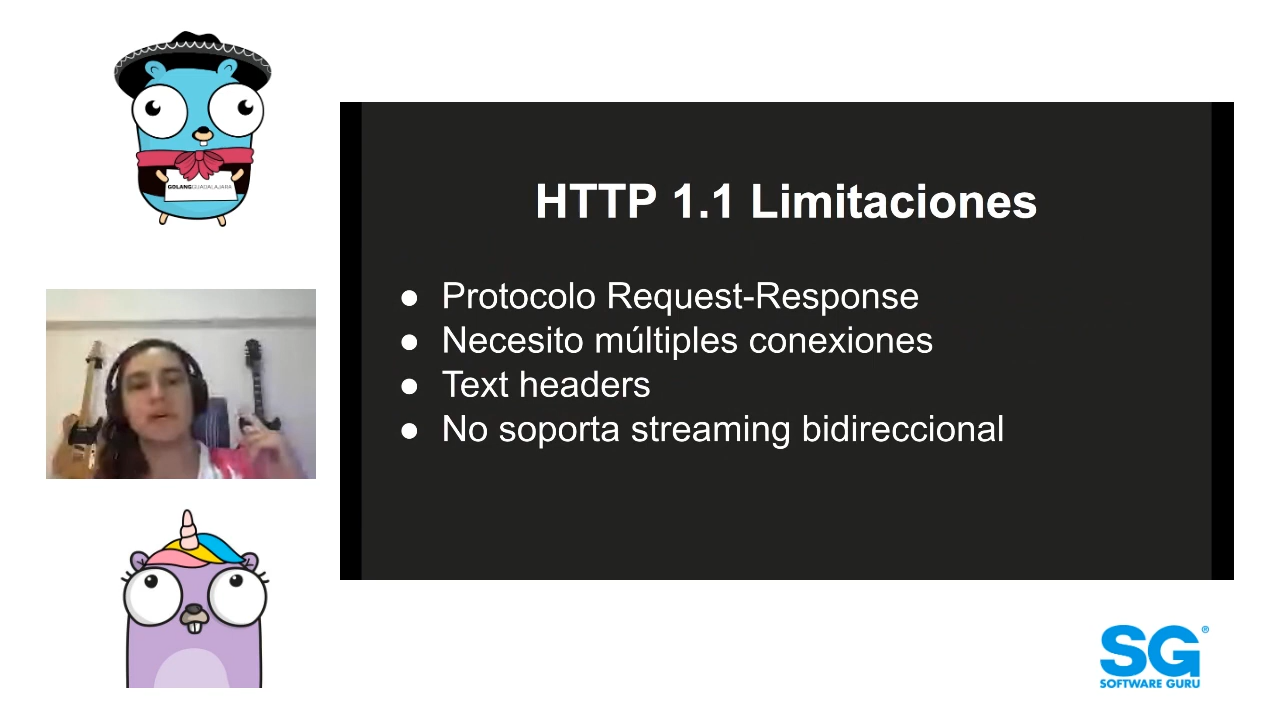 GOLANGGUADALAJARA
HTTP 1.1 Limitaciones
● Protocolo Request-Response
● Necesito múltiples conexiones
● Text headers
● No soporta streaming bidireccional
SG®
SOFTWARE GURU